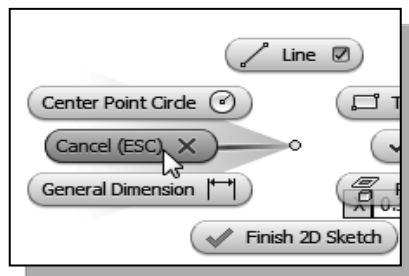 Line
Center Point Circle
Cancel (ESC)
General Dimension
Finish 2D Sketch